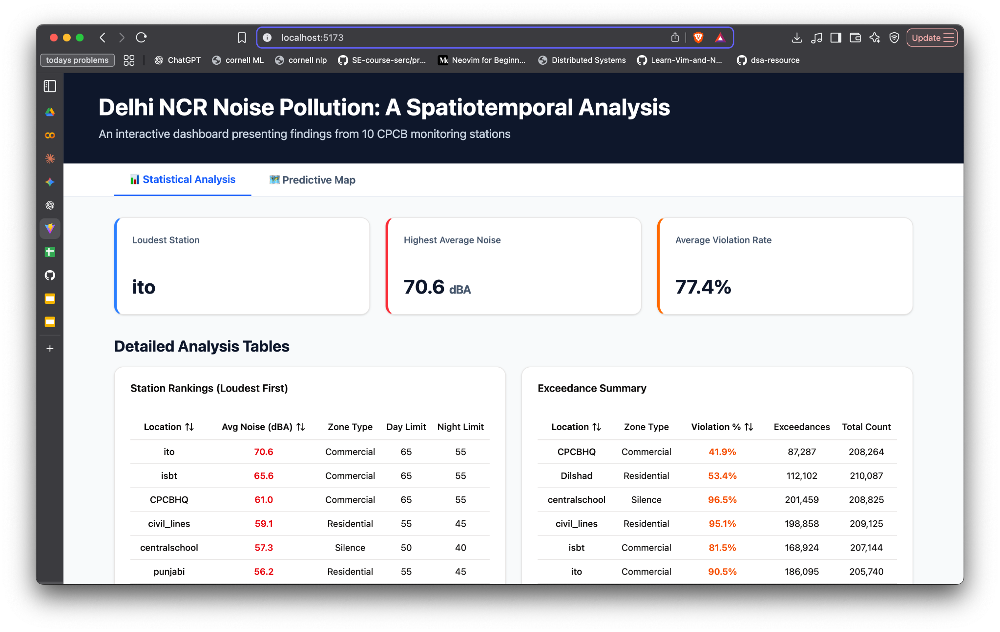 localhost:5173
Update
todays problems
ChatGPT
cornell ML
cornell nlp
SE-course-serc/pr...
Neovim for Beginn...
Distributed Systems
Learn-Vim-and-N...
dsa-resource
Delhi NCR Noise Pollution: A Spatiotemporal Analysis
An interactive dashboard presenting findings from 10 CPCB monitoring stations
Statistical Analysis
Predictive Map
Loudest Station
ito
Highest Average Noise
70.6 dBA
Average Violation Rate
77.4%
Detailed Analysis Tables
Station Rankings (Loudest First)
Location ↑↓ Avg Noise (dBA) ↑↓ Zone Type Day Limit Night Limit
ito 70.6 Commercial 65 55
isbt 65.6 Commercial 65 55
CPCBHQ 61.0 Commercial 65 55
civil_lines 59.1 Residential 55 45
centralschool 57.3 Silence 50 40
punjabi 56.2 Residential 55 45
Exceedance Summary
Location ↑↓ Zone Type Violation % ↑↓ Exceedances Total Count
CPCBHQ Commercial 41.9% 87,287 208,264
Dilshad Residential 53.4% 112,102 210,087
centralschool Silence 96.5% 201,459 208,825
civil_lines Residential 95.1% 198,858 209,125
isbt Commercial 81.5% 168,924 207,144
ito Commercial 90.5% 186,095 205,740